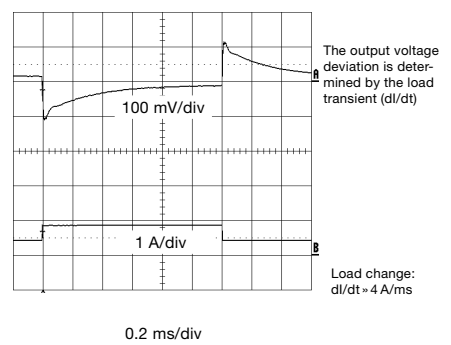 The output voltage
deviation is deter-
mined by the load
transient (dI/dt)
A
100 mV/div
1 A/div
B
Load change:
dI/dt » 4 A/ms
0.2 ms/div